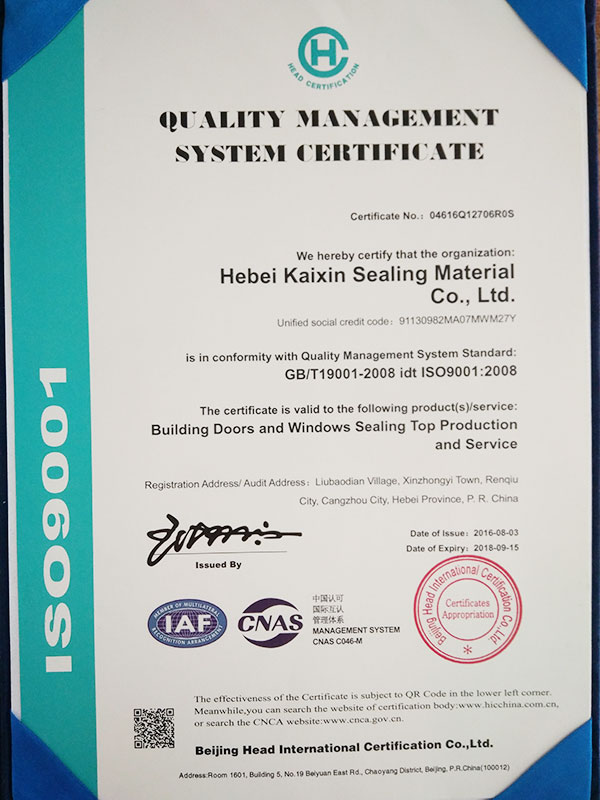 HEAD CERTIFICATION
QUALITY MANAGEMENT
SYSTEM CERTIFICATE
Certificate No.: 04616Q12706R0S
We hereby certify that the organization:
Hebei Kaixin Sealing Material
Co., Ltd.
Unified social credit code: 91130982MA07MWM27Y
is in conformity with Quality Management System Standard:
GB/T19001-2008 idt ISO9001:2008
The certificate is valid to the following product(s)/service:
Building Doors and Windows Sealing Top Production
and Service
Registration Address/ Audit Address: Liubaodian Village, Xinzhongyi Town, Renqiu
City, Cangzhou City, Hebei Province, P. R. China
ISO9001
Date of Issue: 2016-08-03
Date of Expiry: 2018-09-15
Issued By
MEMBER OF MULTILATERAL
IAF
RECOGNITION ARRANGEMENT
CNAS
中国认可
国际互认
管理体系
MANAGEMENT SYSTEM
CNAS C046-M
Beijing Head International Certification Co., Ltd.
Certificates
Appropriation
The effectiveness of the Certificate is subject to QR Code in the lower left corner.
Meanwhile,you can search the website of certification body:www.hicchina.com.cn,
or search the CNCA website:www.cnca.gov.cn.
Beijing Head International Certification Co.,Ltd.
Address:Room 1601, Building 5, No.19 Beiyuan East Rd., Chaoyang District, Beijing, P.R.China(100012)